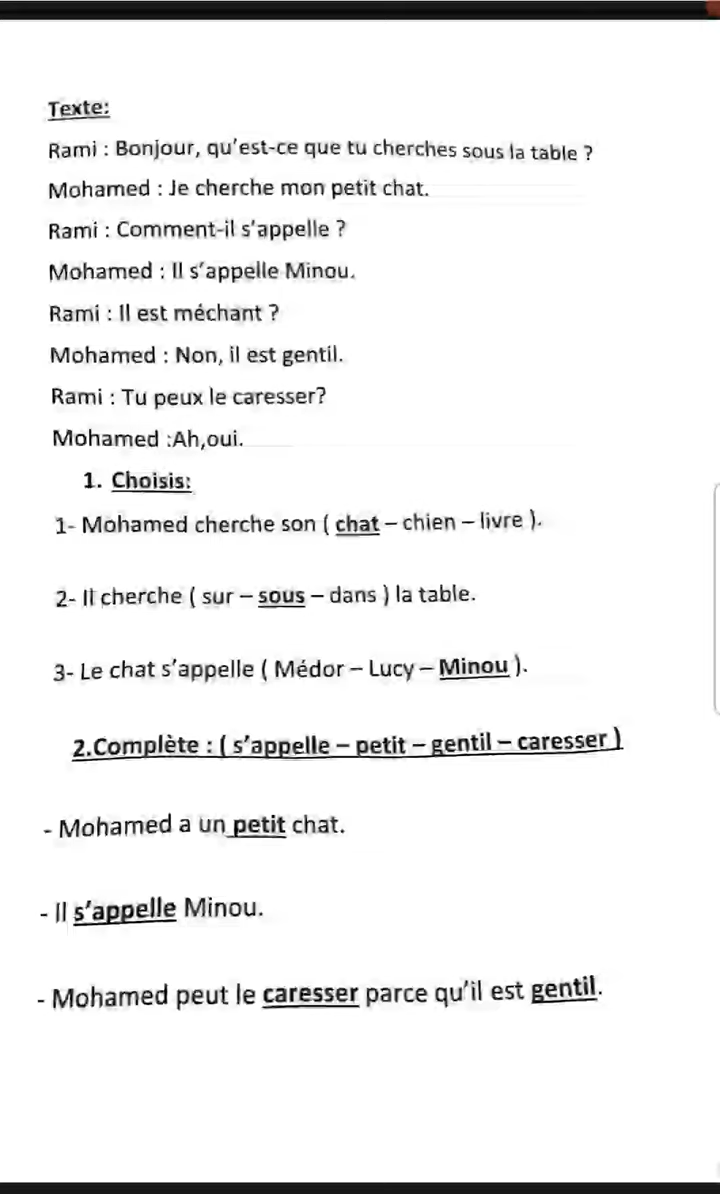 Texte:
Rami : Bonjour, qu'est-ce que tu cherches sous la table ?
Mohamed : Je cherche mon petit chat.
Rami : Comment-il s'appelle ?
Mohamed : Il s'appelle Minou.
Rami : Il est méchant ?
Mohamed : Non, il est gentil.
Rami : Tu peux le caresser?
Mohamed :Ah,oui.
1. Choisis:
1- Mohamed cherche son ( chat – chien – livre ).
2- Il cherche ( sur – sous – dans ) la table.
3- Le chat s'appelle ( Médor – Lucy – Minou ).
2.Complète : ( s'appelle – petit – gentil – caresser )
- Mohamed a un petit chat.
- Il s'appelle Minou.
- Mohamed peut le caresser parce qu'il est gentil.